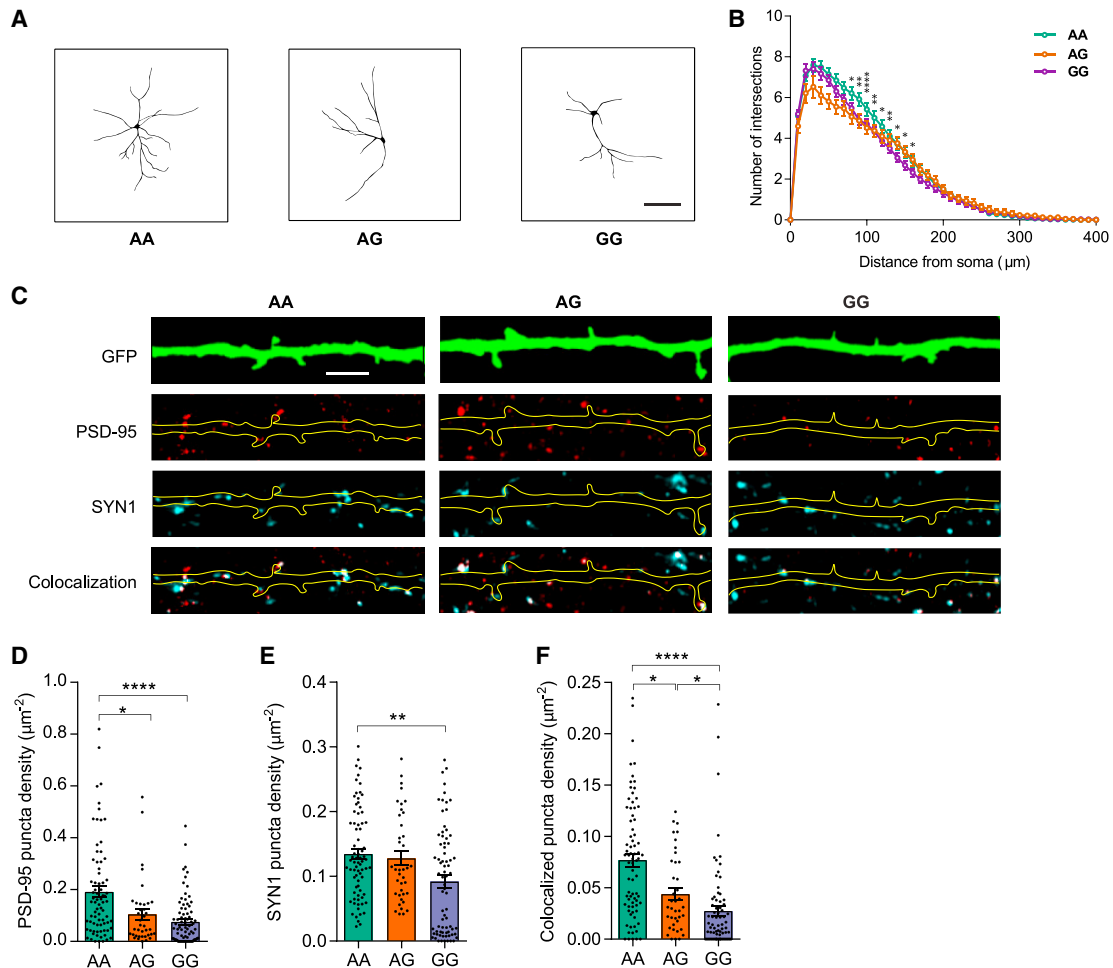 A
AA
AG
GG
B
Number of intersections
10
8
6
4
2
0
0
100
200
300
400
Distance from soma (µm)
AA
AG
GG
*
**
****
**
*
**
*
*
*
C
AA
AG
GG
GFP
PSD-95
SYN1
Colocalization
D
PSD-95 puncta density (µm-2)
1.0
0.8
0.6
0.4
0.2
0.0
****
*
AA
AG
GG
E
SYN1 puncta density (µm-2)
0.4
0.3
0.2
0.1
0.0
**
AA
AG
GG
F
Colocalized puncta density (µm-2)
0.25
0.20
0.15
0.10
0.05
0.00
****
*
*
AA
AG
GG